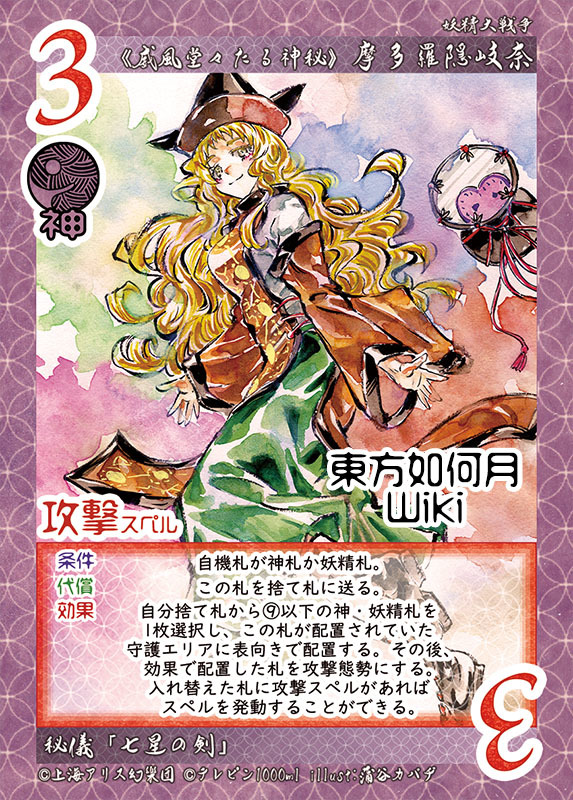 妖精大戦争
3
《威風堂々たる神秘》 摩多羅隠岐奈
神
東方如何月
Wiki
攻撃スペル
条件 自機札が神札か妖精札。
代償 この札を捨て札に送る。
効果 自分捨て札から⑨以下の神・妖精札を
1枚選択し、この札が配置されていた
守護エリアに表向きで配置する。その後、
効果で配置した札を攻撃態勢にする。
入れ替えた札に攻撃スペルがあれば
スペルを発動することができる。
3
秘儀「七星の剣」
©上海アリス幻樂団 ©テレピン1000ml illust:蒲谷カバヂ